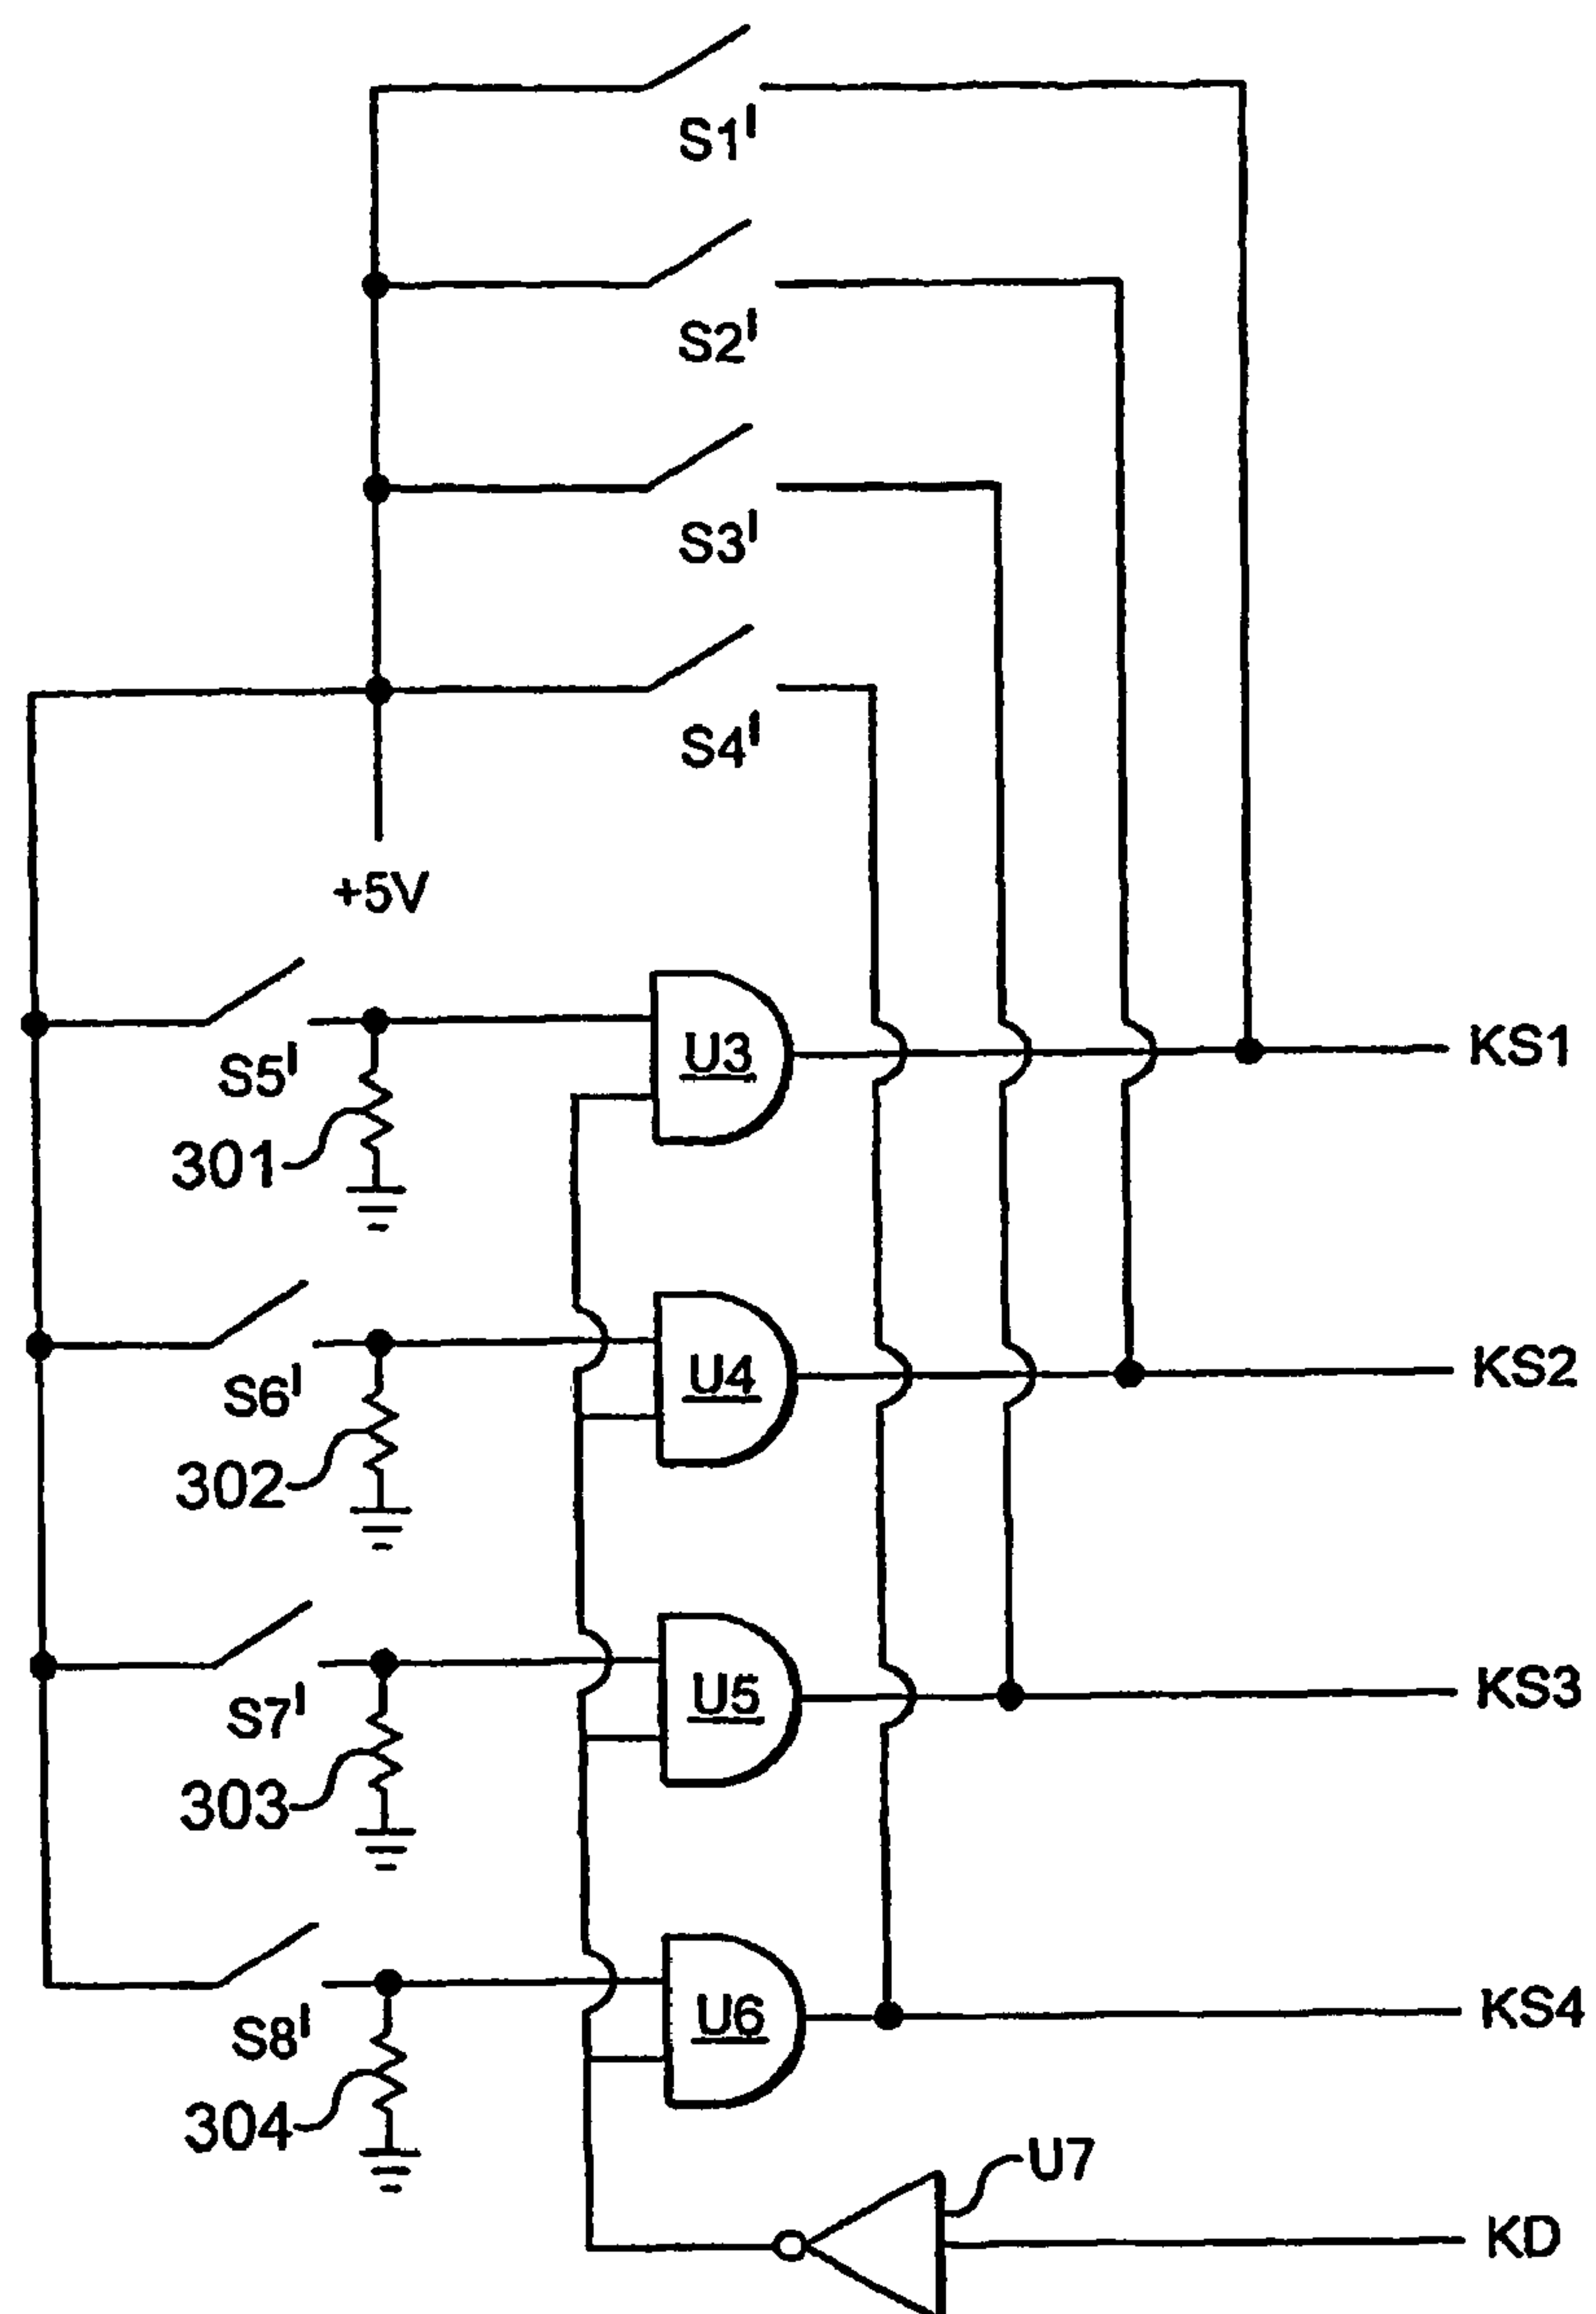 S1'
S2'
S3'
S4'
+5V
U3
KS1
S5'
301
U4
KS2
S6'
302
U5
KS3
S7'
303
U6
KS4
S8'
304
U7
KD